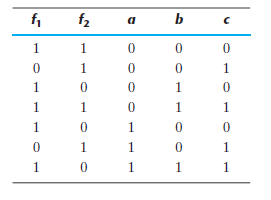 f₁ f₂ a b c
1 1 0 0 0
0 1 0 0 1
1 0 0 1 0
1 1 0 1 1
1 0 1 0 0
0 1 1 0 1
1 0 1 1 1